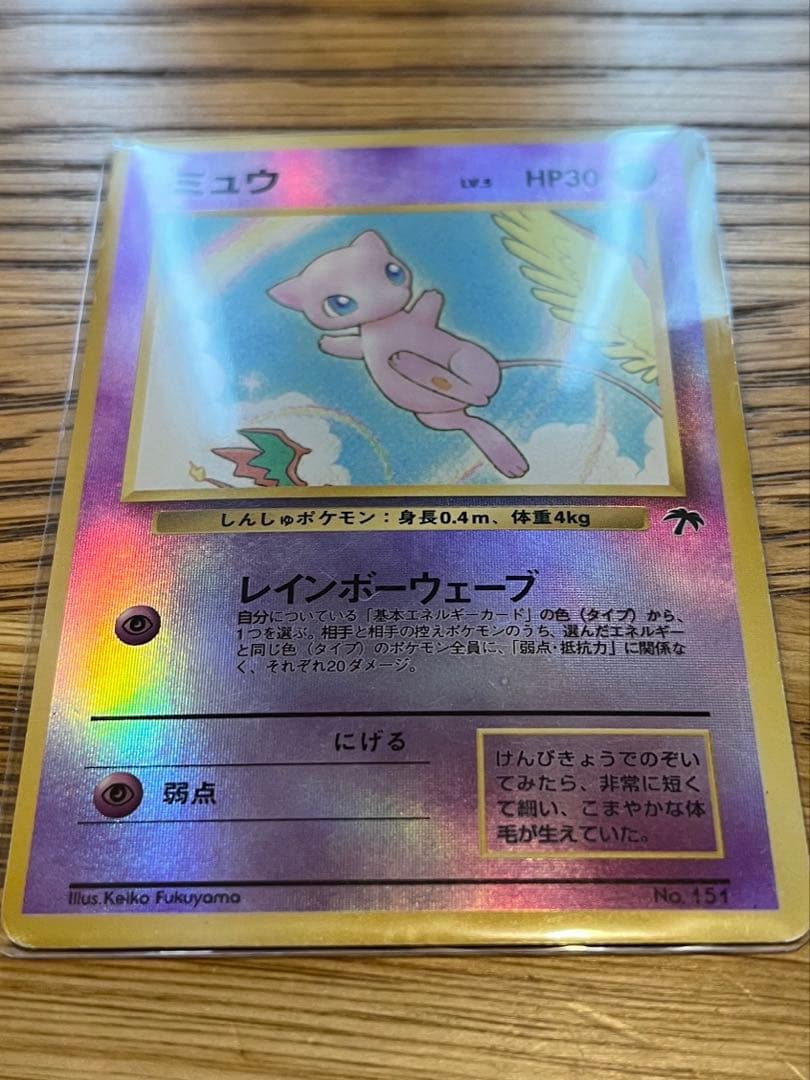 ミュウ LV.5 HP30
しんしゅポケモン：身長0.4m、体重4kg
レインボーウェーブ
自分についている「基本エネルギーカード」の色（タイプ）から、
1つを選ぶ。相手と相手の控えポケモンのうち、選んだエネルギー
と同じ色（タイプ）のポケモン全員に、「弱点・抵抗力」に関係な
く、それぞれ20ダメージ。
にげる
弱点
けんびきょうでのぞい
てみたら、非常に短く
て細い、こまやかな体
毛が生えていた。
Illus. Keiko Fukuyama
No. 151